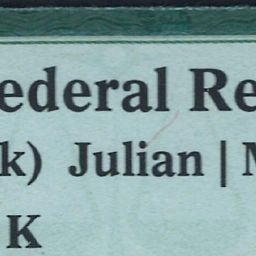 ederal Re
k) Julian | M
K